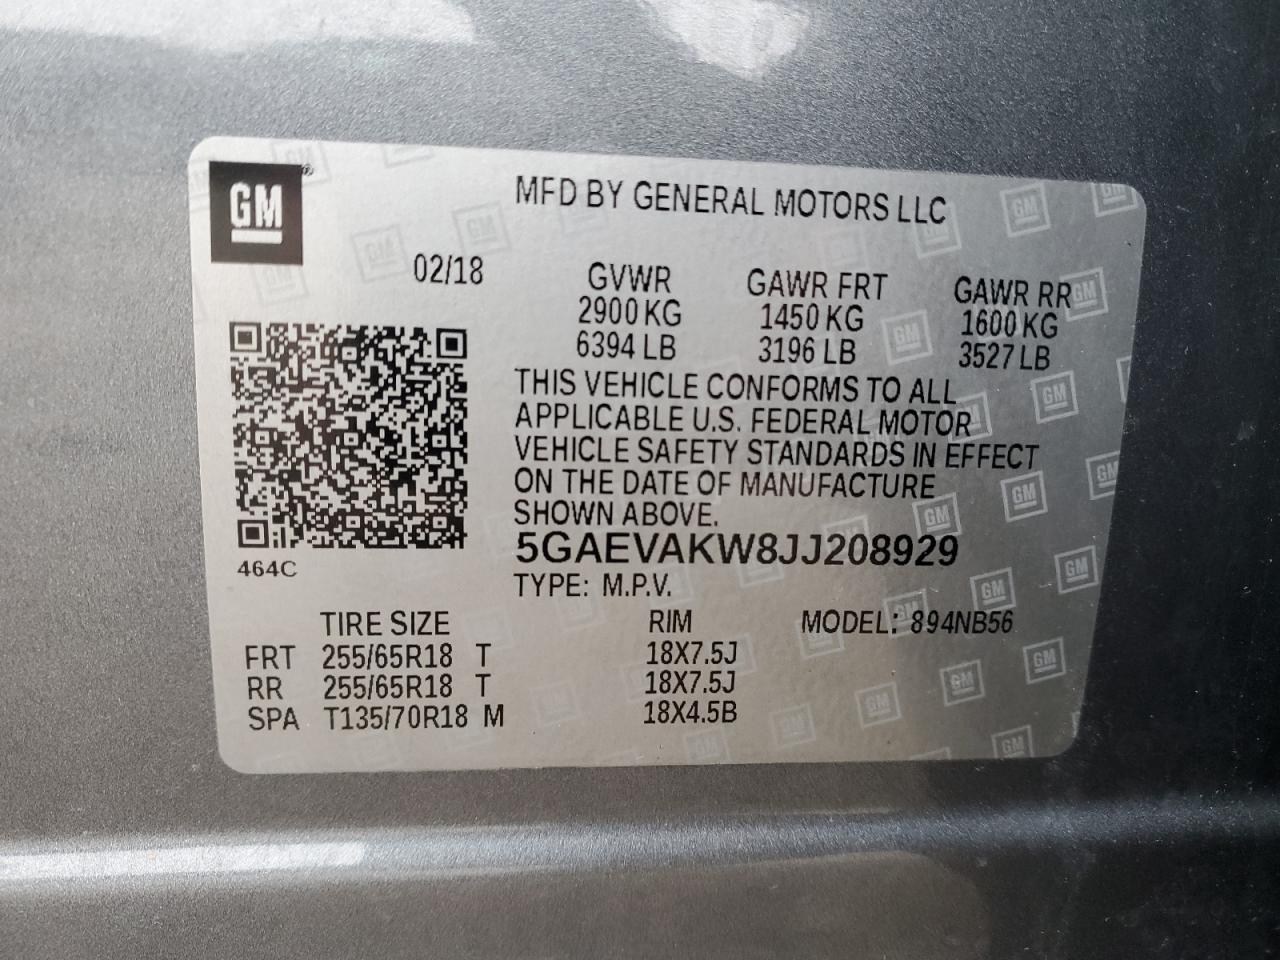 GM ®
MFD BY GENERAL MOTORS LLC
02/18
GVWR GAWR FRT GAWR RR
2900 KG 1450 KG 1600 KG
6394 LB 3196 LB 3527 LB
THIS VEHICLE CONFORMS TO ALL
APPLICABLE U.S. FEDERAL MOTOR
VEHICLE SAFETY STANDARDS IN EFFECT
ON THE DATE OF MANUFACTURE
SHOWN ABOVE.
5GAEVAKW8JJ208929
464C
TYPE: M.P.V.
TIRE SIZE RIM MODEL: 894NB56
FRT 255/65R18 T 18X7.5J
RR 255/65R18 T 18X7.5J
SPA T135/70R18 M 18X4.5B